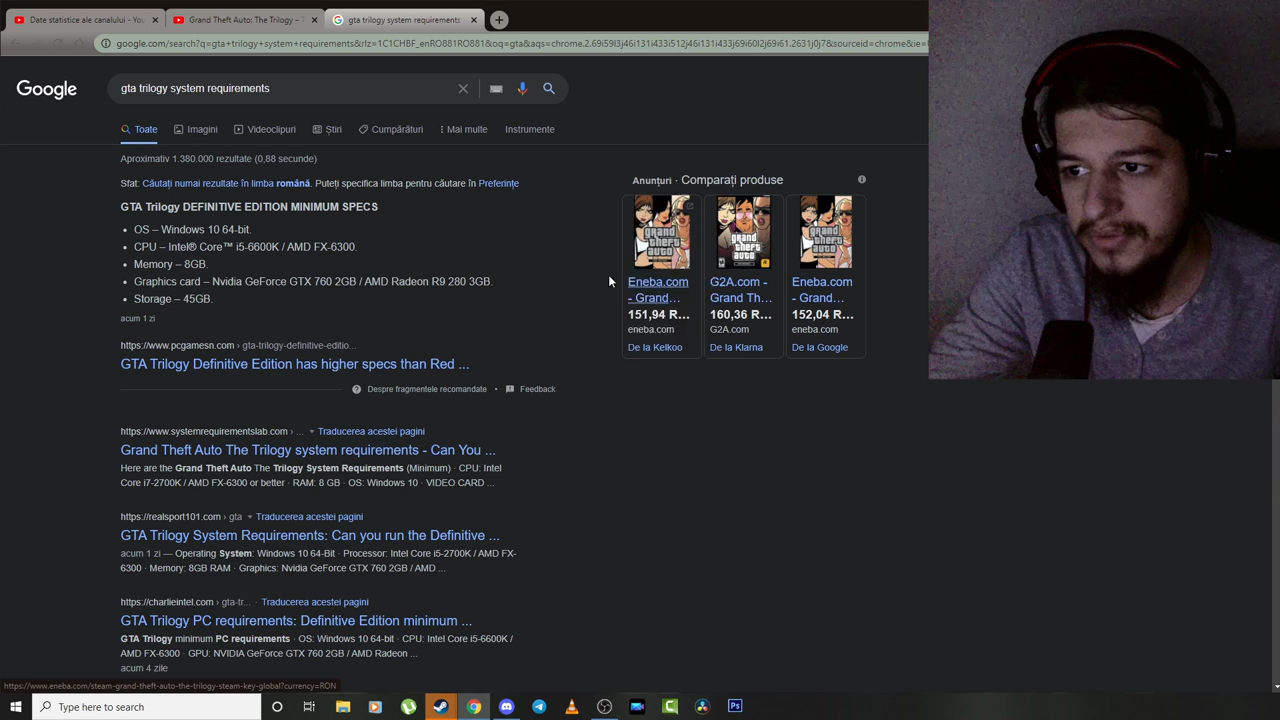 Date statistice ale canalului - You
Grand Theft Auto: The Trilogy – T
gta trilogy system requirements
google.com/search?q=gta+trilogy+system+requirements&rlz=1C1CHBF_enRO881RO881&oq=gta&aqs=chrome.2.69i59l3j46i131i433i512j46i131i433j69i60l2j69i61.2631j0j7&sourceid=chrome&ie=
Google
gta trilogy system requirements
Toate
Imagini
Videoclipuri
Știri
Cumpărături
Mai multe
Instrumente
Aproximativ 1.380.000 rezultate (0,88 secunde)
Sfat: Căutați numai rezultate în limba română. Puteți specifica limba pentru căutare în Preferințe
GTA Trilogy DEFINITIVE EDITION MINIMUM SPECS
• OS – Windows 10 64-bit.
• CPU – Intel® Core™ i5-6600K / AMD FX-6300.
• Memory – 8GB.
• Graphics card – Nvidia GeForce GTX 760 2GB / AMD Radeon R9 280 3GB.
• Storage – 45GB.
acum 1 zi
https://www.pcgamesn.com › gta-trilogy-definitive-editio...
GTA Trilogy Definitive Edition has higher specs than Red ...
Despre fragmentele recomandate • Feedback
https://www.systemrequirementslab.com › ... Traducerea acestei pagini
Grand Theft Auto The Trilogy system requirements - Can You ...
Here are the Grand Theft Auto The Trilogy System Requirements (Minimum) · CPU: Intel
Core i7-2700K / AMD FX-6300 or better · RAM: 8 GB · OS: Windows 10 · VIDEO CARD ...
https://realsport101.com › gta Traducerea acestei pagini
GTA Trilogy System Requirements: Can you run the Definitive ...
acum 1 zi — Operating System: Windows 10 64-Bit · Processor: Intel Core i5-2700K / AMD FX-
6300 · Memory: 8GB RAM · Graphics: Nvidia GeForce GTX 760 2GB / AMD ...
https://charlieintel.com › gta-tr... Traducerea acestei pagini
GTA Trilogy PC requirements: Definitive Edition minimum ...
GTA Trilogy minimum PC requirements · OS: Windows 10 64-bit · CPU: Intel Core i5-6600K /
AMD FX-6300 · GPU: NVIDIA GeForce GTX 760 2GB / AMD Radeon ...
acum 4 zile
Anunțuri · Comparați produse
grand theft auto
grand theft auto
grand theft auto
Eneba.com
- Grand...
151,94 R...
eneba.com
De la Kelkoo
G2A.com -
Grand Th...
160,36 R...
G2A.com
De la Klarna
Eneba.com
- Grand...
152,04 R...
eneba.com
De la Google
https://www.eneba.com/steam-grand-theft-auto-the-trilogy-steam-key-global?currency=RON
Type here to search
Ps